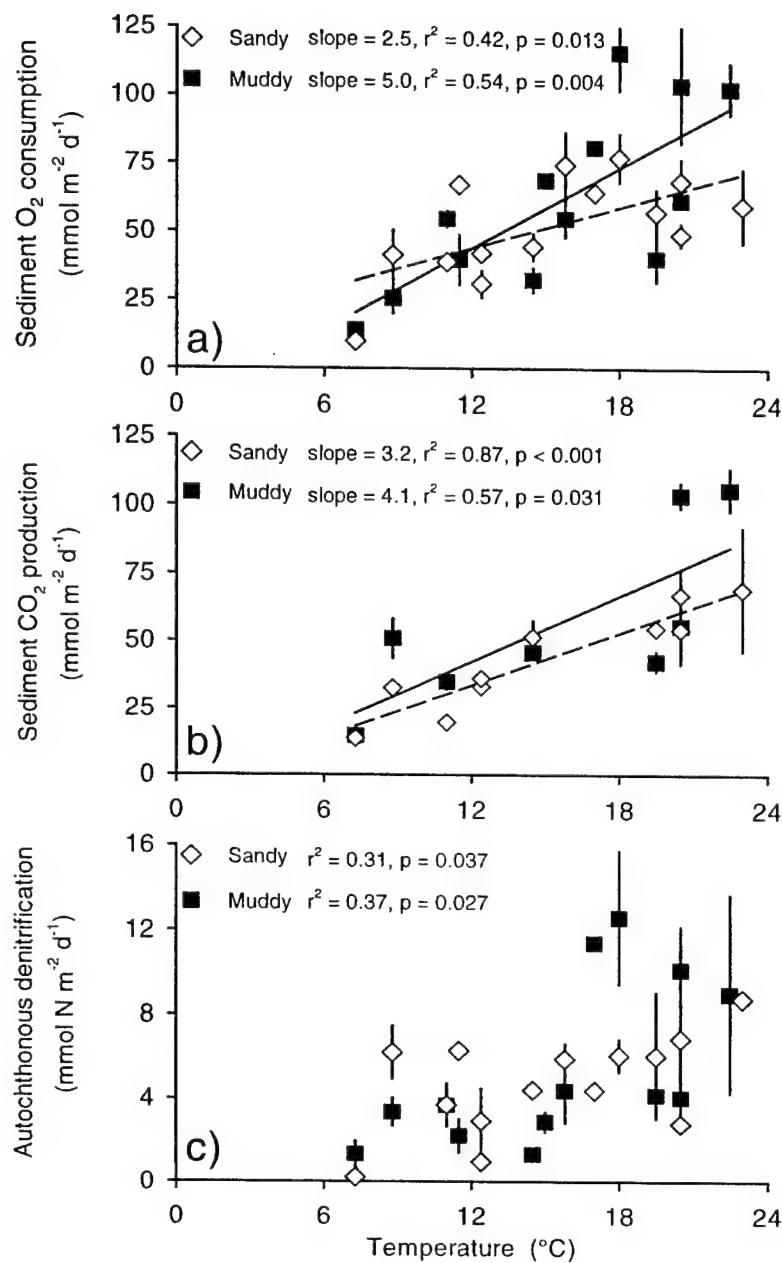 Sediment O₂ consumption
(mmol m⁻² d⁻¹)
125
100
75
50
25
0
Sandy slope = 2.5, r² = 0.42, p = 0.013
Muddy slope = 5.0, r² = 0.54, p = 0.004
a)
0 6 12 18 24
Sediment CO₂ production
(mmol m⁻² d⁻¹)
125
100
75
50
25
0
Sandy slope = 3.2, r² = 0.87, p < 0.001
Muddy slope = 4.1, r² = 0.57, p = 0.031
b)
0 6 12 18 24
Autochthonous denitrification
(mmol N m⁻² d⁻¹)
16
12
8
4
0
Sandy r² = 0.31, p = 0.037
Muddy r² = 0.37, p = 0.027
c)
0 6 12 18 24
Temperature (°C)